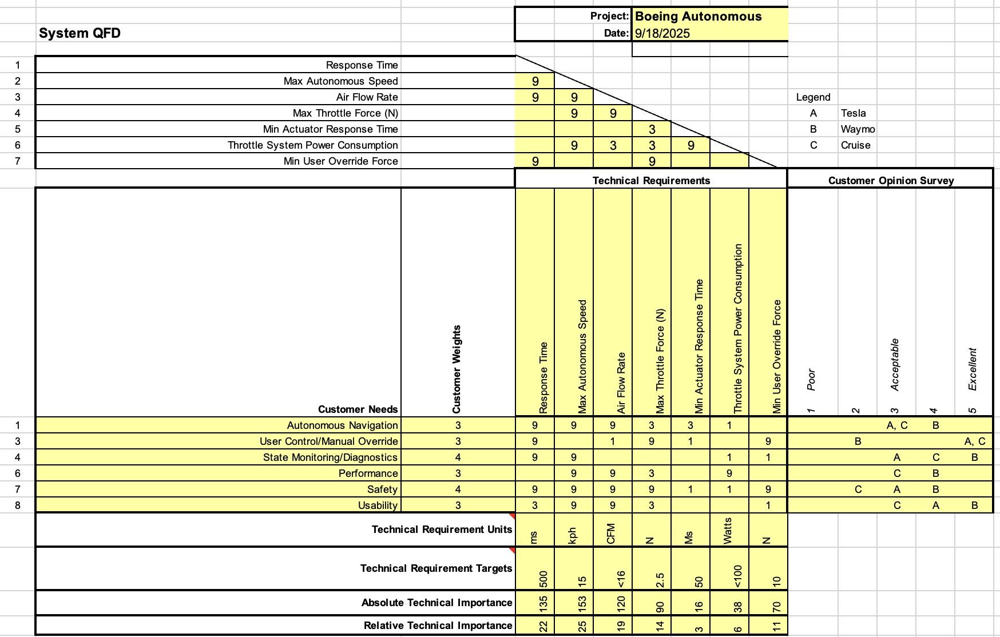 Project: Boeing Autonomous
System QFD
Date: 9/18/2025
1 Response Time
2 Max Autonomous Speed 9
3 Air Flow Rate 9 9 Legend
4 Max Throttle Force (N) 9 9 A Tesla
5 Min Actuator Response Time 3 B Waymo
6 Throttle System Power Consumption 9 3 3 9 C Cruise
7 Min User Override Force 9 9
Technical Requirements Customer Opinion Survey
Customer Needs
Customer Weights
Response Time
Max Autonomous Speed
Air Flow Rate
Max Throttle Force (N)
Min Actuator Response Time
Throttle System Power Consumption
Min User Override Force
1 Poor
2
3 Acceptable
4
5 Excellent
1 Autonomous Navigation 3 9 9 9 3 3 1 A, C B
3 User Control/Manual Override 3 9 1 9 1 9 B A, C
4 State Monitoring/Diagnostics 4 9 9 1 1 A C B
6 Performance 3 9 9 3 9 C B
7 Safety 4 9 9 9 9 1 1 9 C A B
8 Usability 3 3 9 9 3 1 C A B
Technical Requirement Units ms kph CFM N Ms Watts N
Technical Requirement Targets 500 15 <16 2.5 50 <100 10
Absolute Technical Importance 135 153 120 90 16 38 70
Relative Technical Importance 22 25 19 14 3 6 11